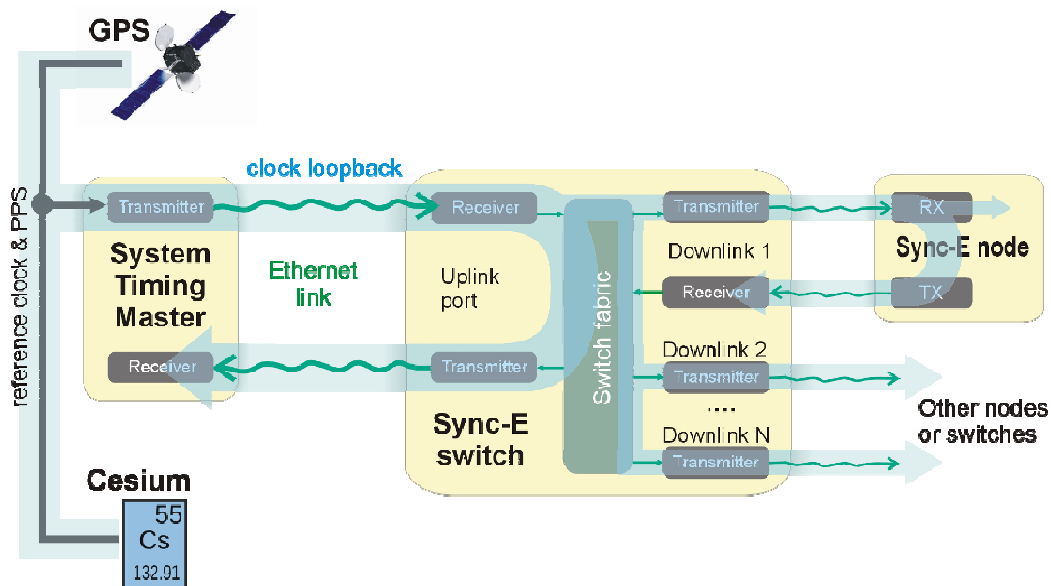 GPS
reference clock & PPS
clock loopback
Transmitter
System
Timing
Master
Receiver
Ethernet
link
Receiver
Uplink
port
Transmitter
Sync-E
switch
Switch fabric
Transmitter
Downlink 1
Receiver
Downlink 2
Transmitter
....
Downlink N
Transmitter
RX
Sync-E node
TX
Other nodes
or switches
Cesium
55
Cs
132.91